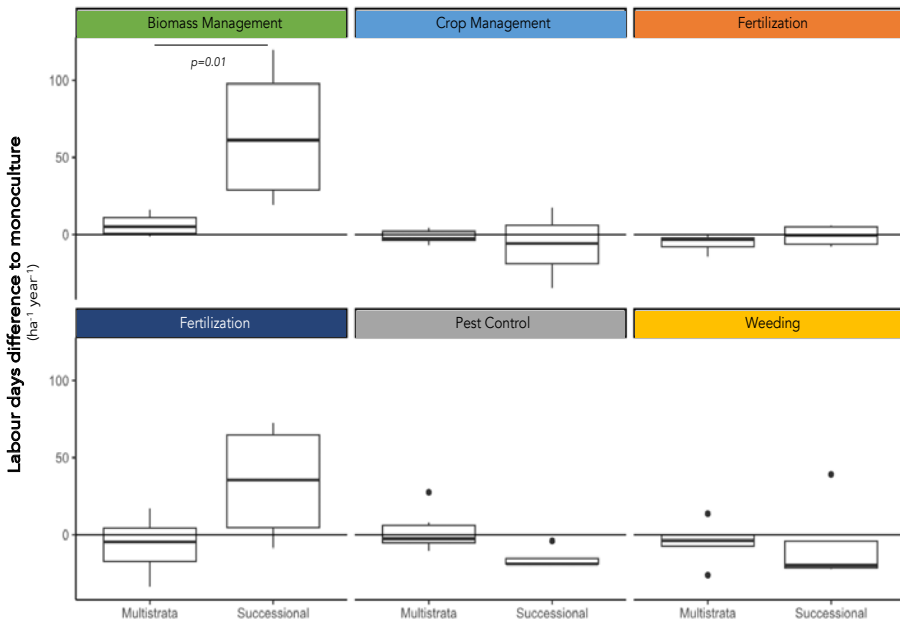 Biomass Management
Crop Management
Fertilization
p=0.01
100
50
0
Labour days difference to monoculture
(ha⁻¹ year⁻¹)
Fertilization
Pest Control
Weeding
100
50
0
Multistrata
Successional
Multistrata
Successional
Multistrata
Successional